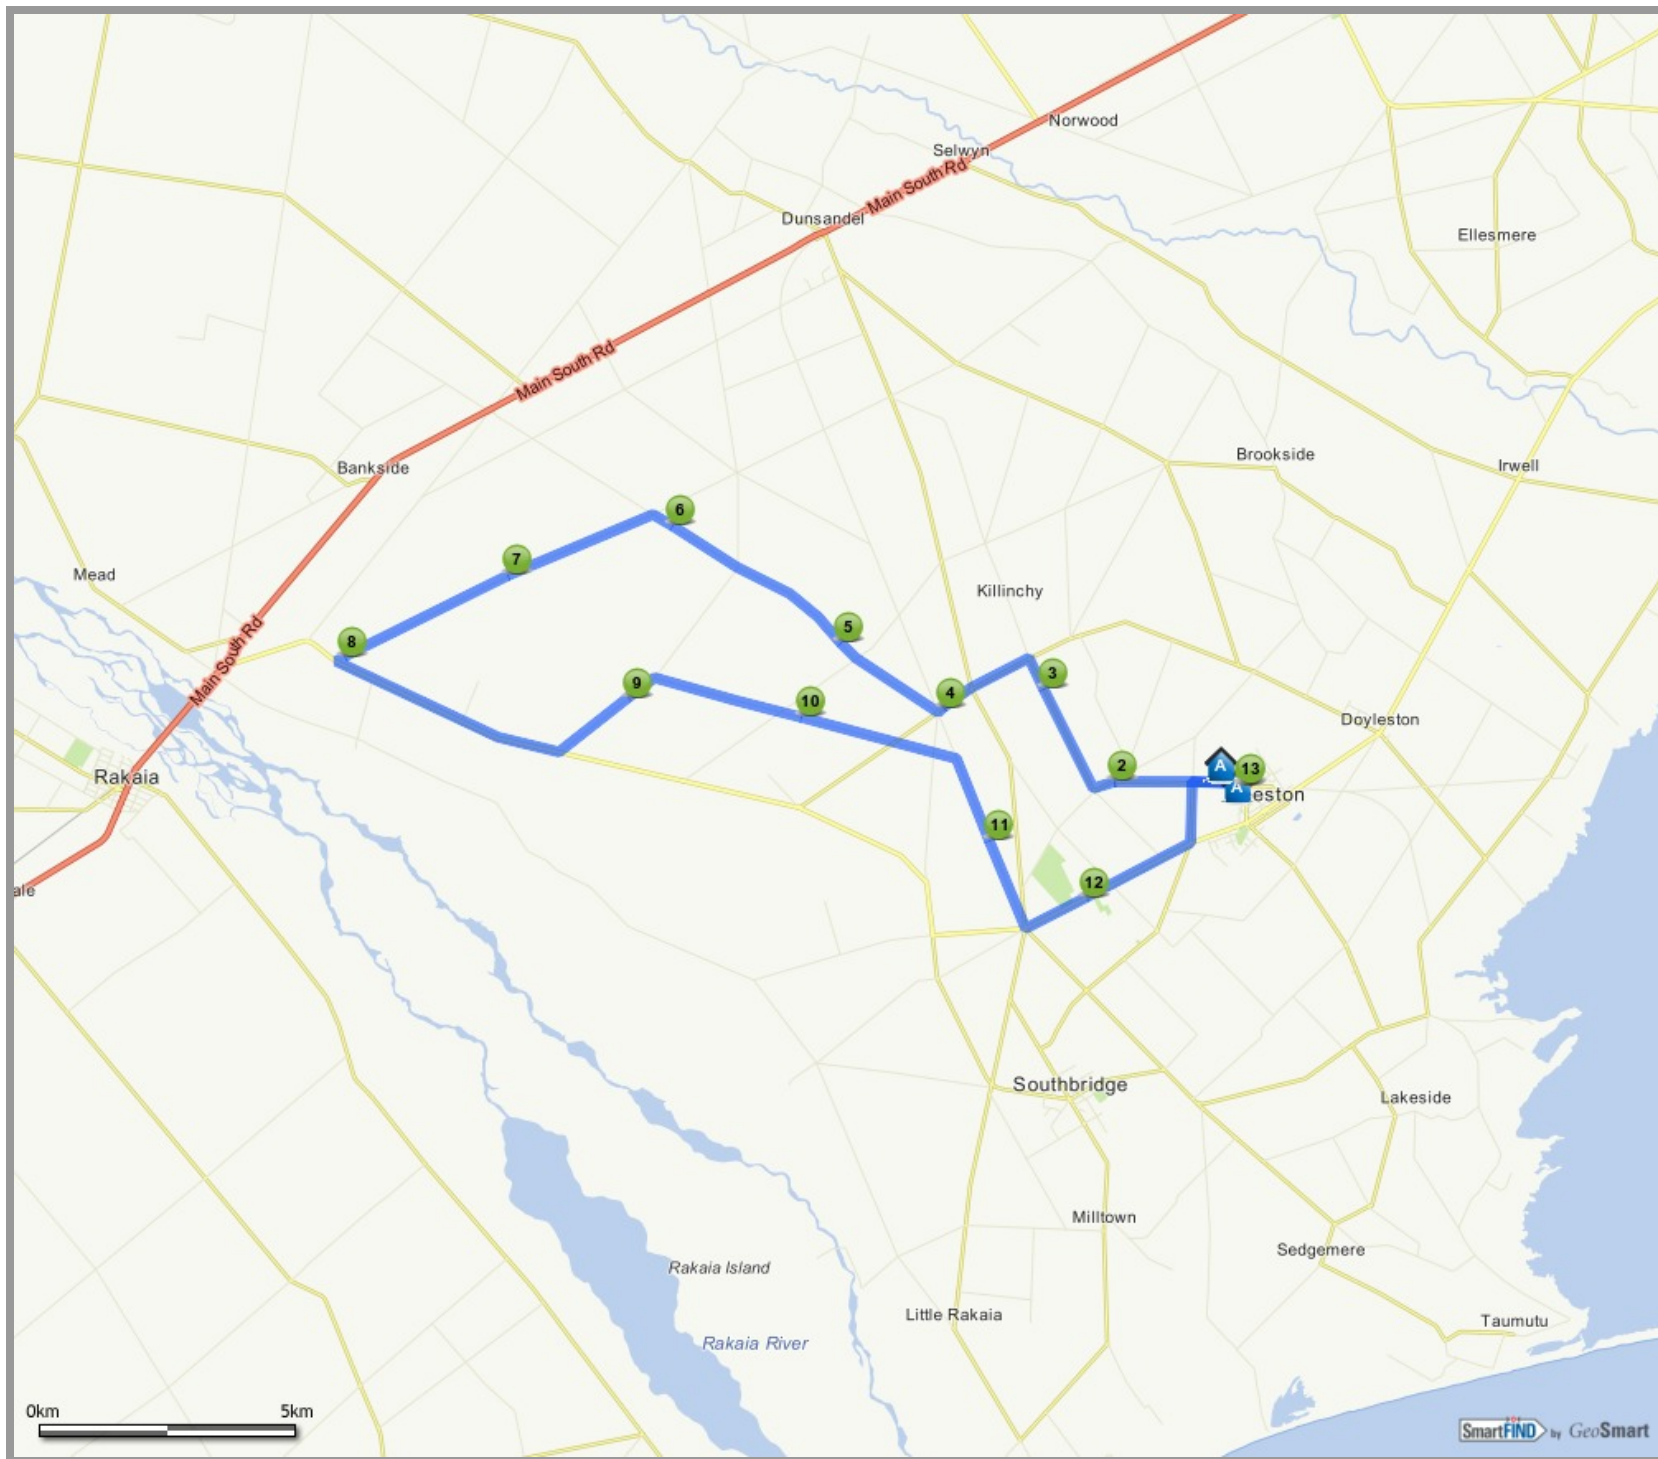 Norwood
Selwyn
Main South Rd
Dunsandel
Ellesmere
Main South Rd
Brookside
Irwell
Bankside
6
7
Mead
Killinchy
5
8
Main South Rd
3
9
4
10
Doyleston
2
A
13
Rakaia
A
eston
11
ale
12
Southbridge
Lakeside
Milltown
Sedgemere
Rakaia Island
Little Rakaia
Taumutu
Rakaia River
0km 5km
SmartFIND by GeoSmart